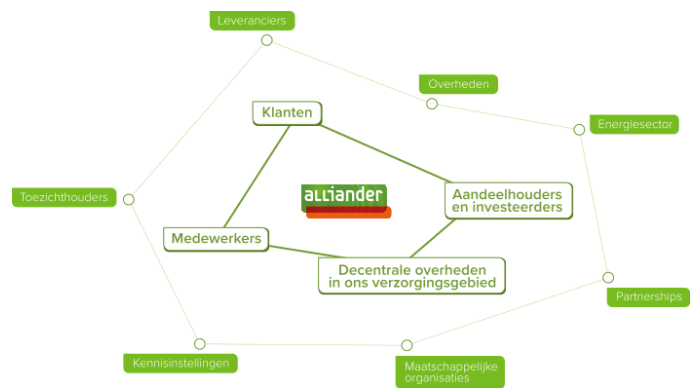 Leveranciers
Overheden
Klanten
Energiesector
alliander
Aandeelhouders
en investeerders
Toezichthouders
Medewerkers
Decentrale overheden
in ons verzorgingsgebied
Partnerships
Kennisinstellingen
Maatschappelijke
organisaties